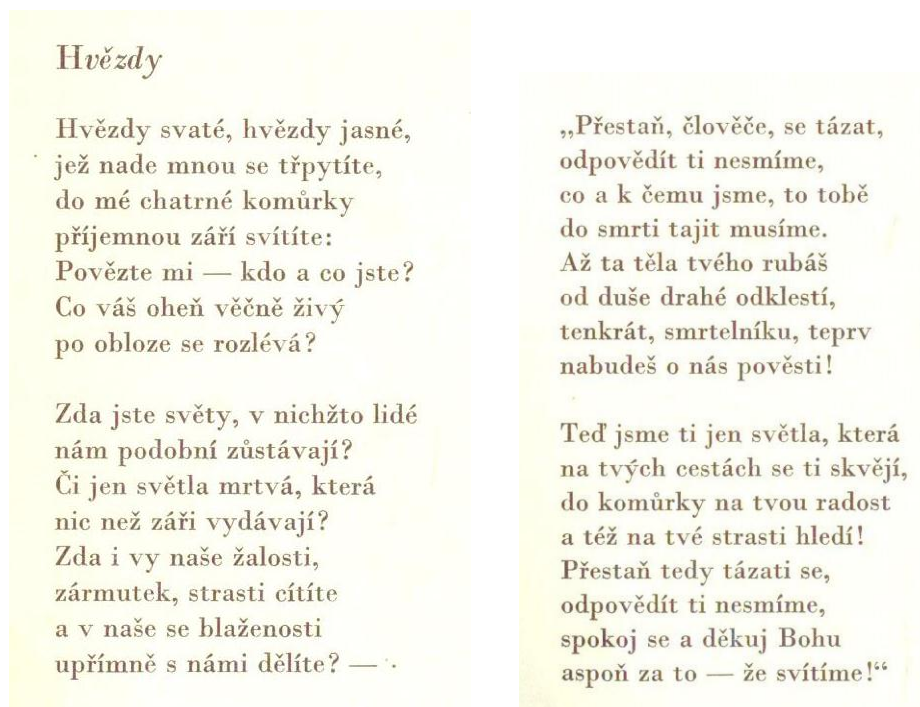 Hvězdy
Hvězdy svaté, hvězdy jasné,
jež nade mnou se třpytíte,
do mé chatrné komůrky
příjemnou září svítíte:
Povězte mi — kdo a co jste?
Co váš oheň věčně živý
po obloze se rozlévá?
Zda jste světy, v nichžto lidé
nám podobní zůstávají?
Či jen světla mrtvá, která
nic než záři vydávají?
Zda i vy naše žalosti,
zármutek, strasti cítíte
a v naše se blaženosti
upřímně s námi dělíte? —
„Přestaň, člověče, se tázat,
odpovědít ti nesmíme,
co a k čemu jsme, to tobě
do smrti tajit musíme.
Až ta těla tvého rubáš
od duše drahé odklestí,
tenkrát, smrtelníku, teprv
nabudeš o nás pověsti!
Teď jsme ti jen světla, která
na tvých cestách se ti skvějí,
do komůrky na tvou radost
a též na tvé strasti hledí!
Přestaň tedy tázati se,
odpovědít ti nesmíme,
spokoj se a děkuj Bohu
aspoň za to — že svítíme!“